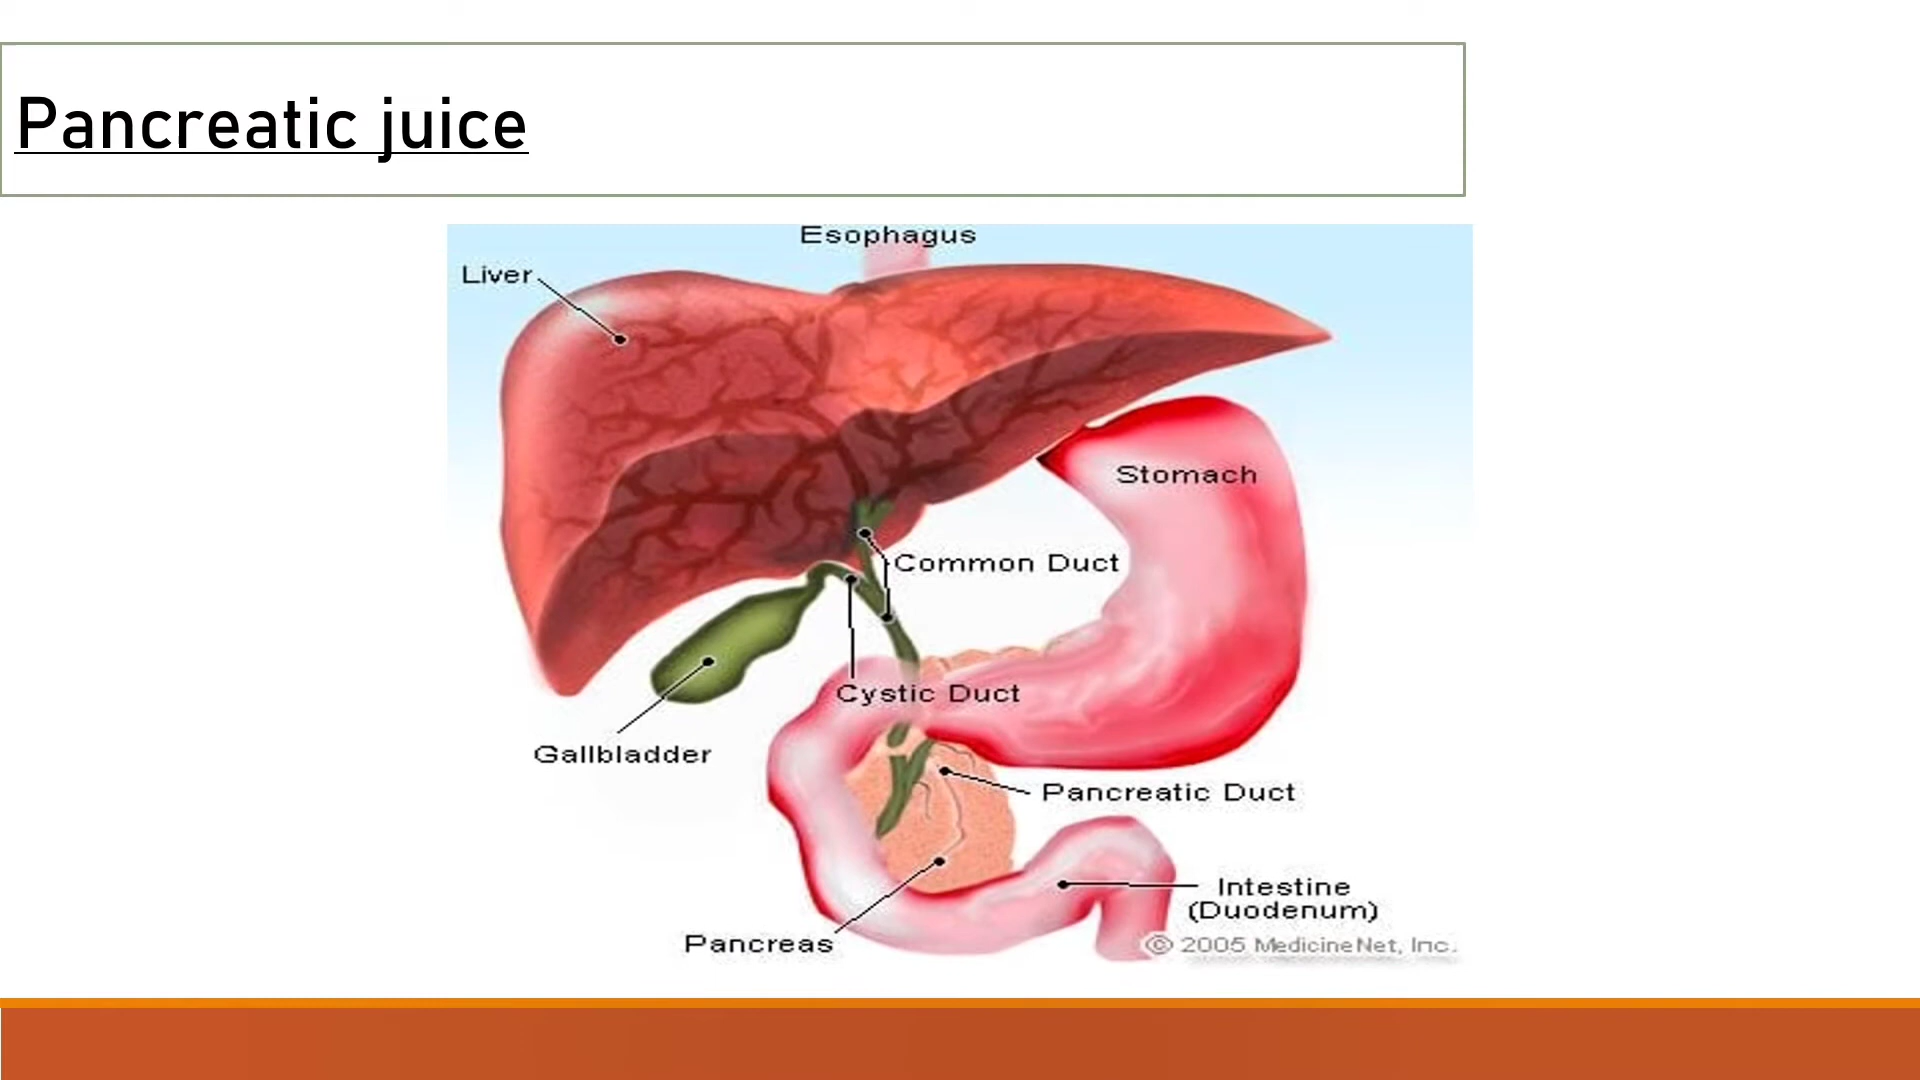 Pancreatic juice
Esophagus
Liver
Stomach
Common Duct
Cystic Duct
Gallbladder
Pancreatic Duct
Intestine
(Duodenum)
Pancreas
© 2005 MedicineNet, Inc.